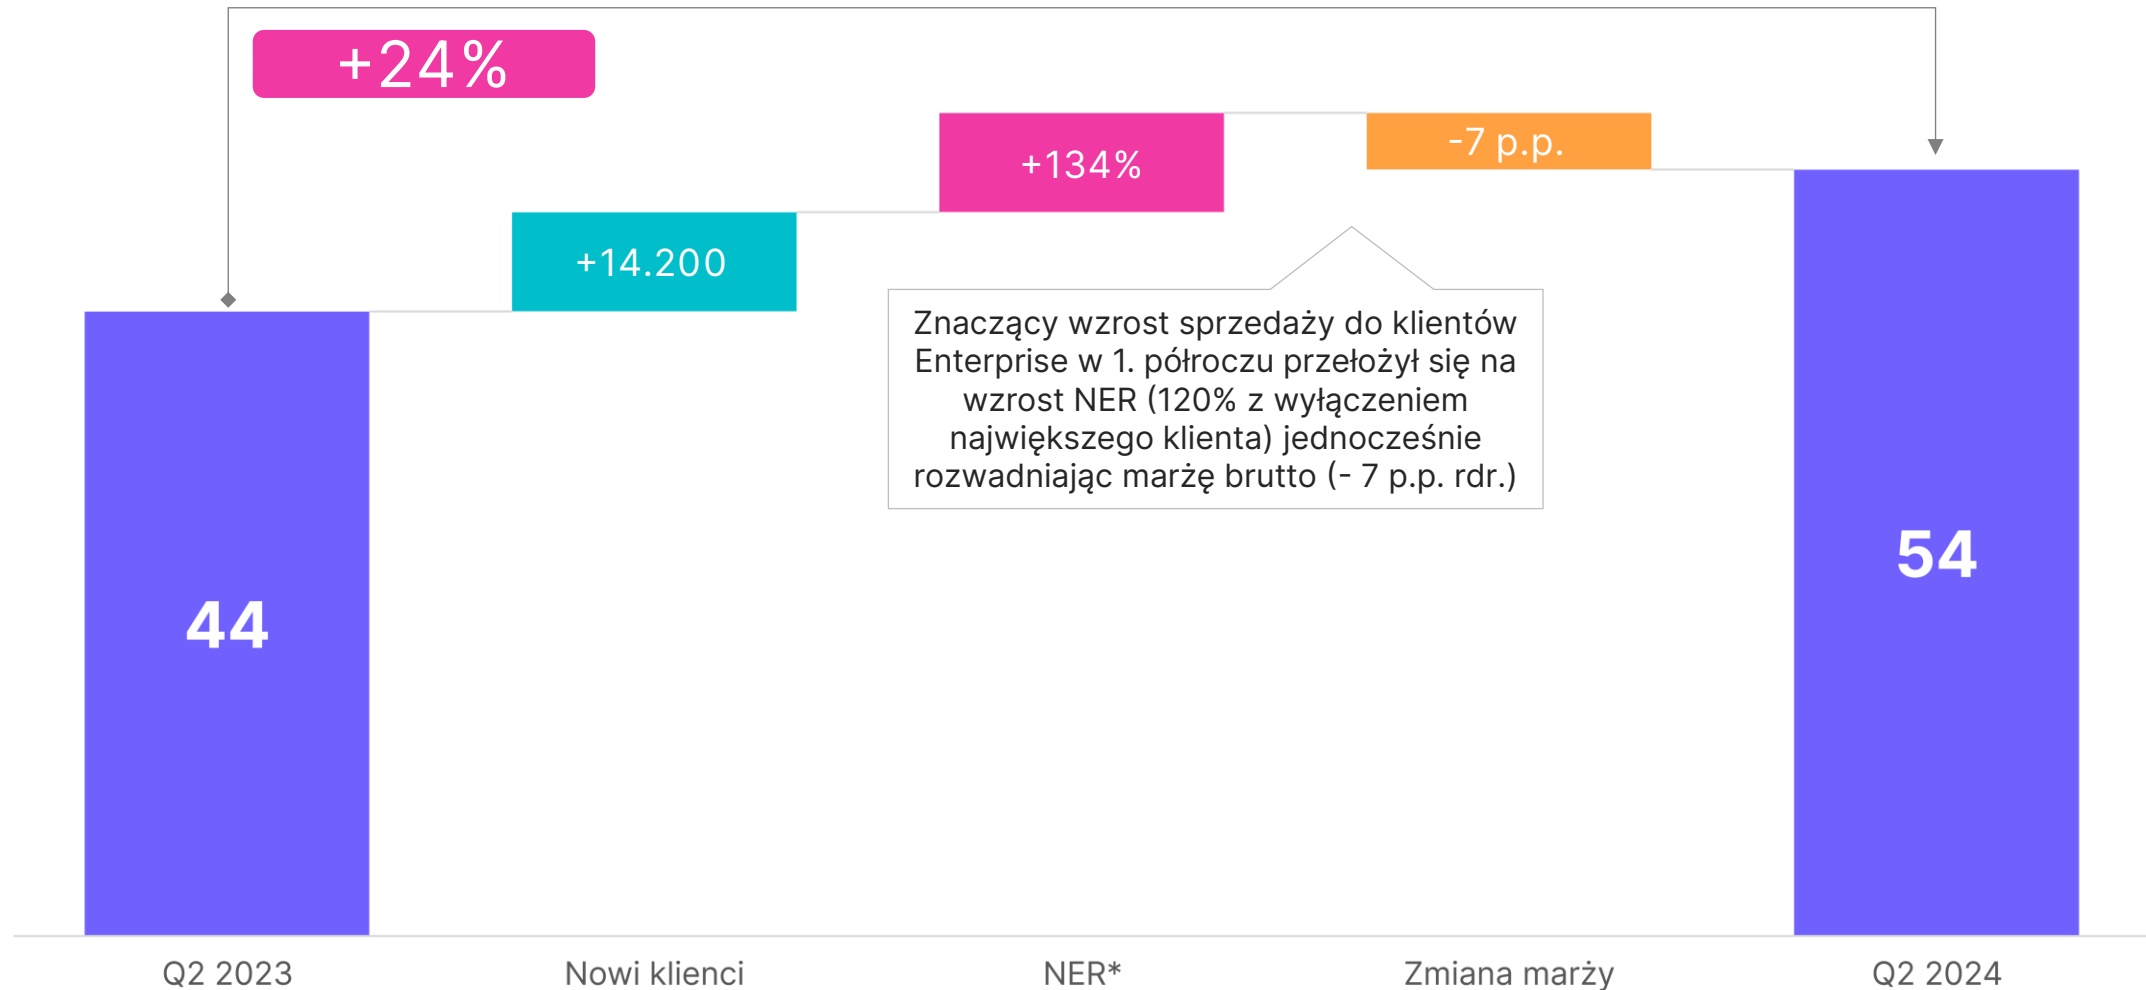 +24%
+134%
-7 p.p.
+14.200
Znaczący wzrost sprzedaży do klientów
Enterprise w 1. półroczu przełożył się na
wzrost NER (120% z wyłączeniem
największego klienta) jednocześnie
rozwadniając marżę brutto (- 7 p.p. rdr.)
44
54
Q2 2023
Nowi klienci
NER*
Zmiana marży
Q2 2024